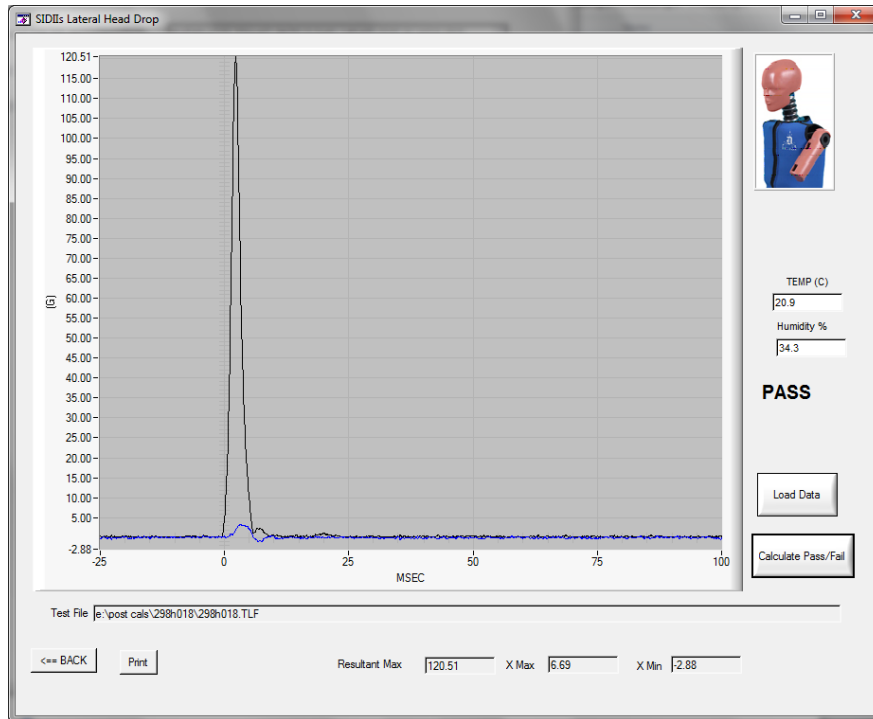 SIDIIs Lateral Head Drop
120.51
115.00
110.00
105.00
100.00
95.00
90.00
85.00
80.00
75.00
70.00
65.00
60.00
55.00
50.00
45.00
40.00
35.00
30.00
25.00
20.00
15.00
10.00
5.00
-2.88
(G)
-25 0 25 50 75 100
MSEC
TEMP (C)
20.9
Humidity %
34.3
PASS
Load Data
Calculate Pass/Fail
Test File e:\post cals\298h018\298h018.TLF
<== BACK Print Resultant Max 120.51 X Max 6.69 X Min -2.88